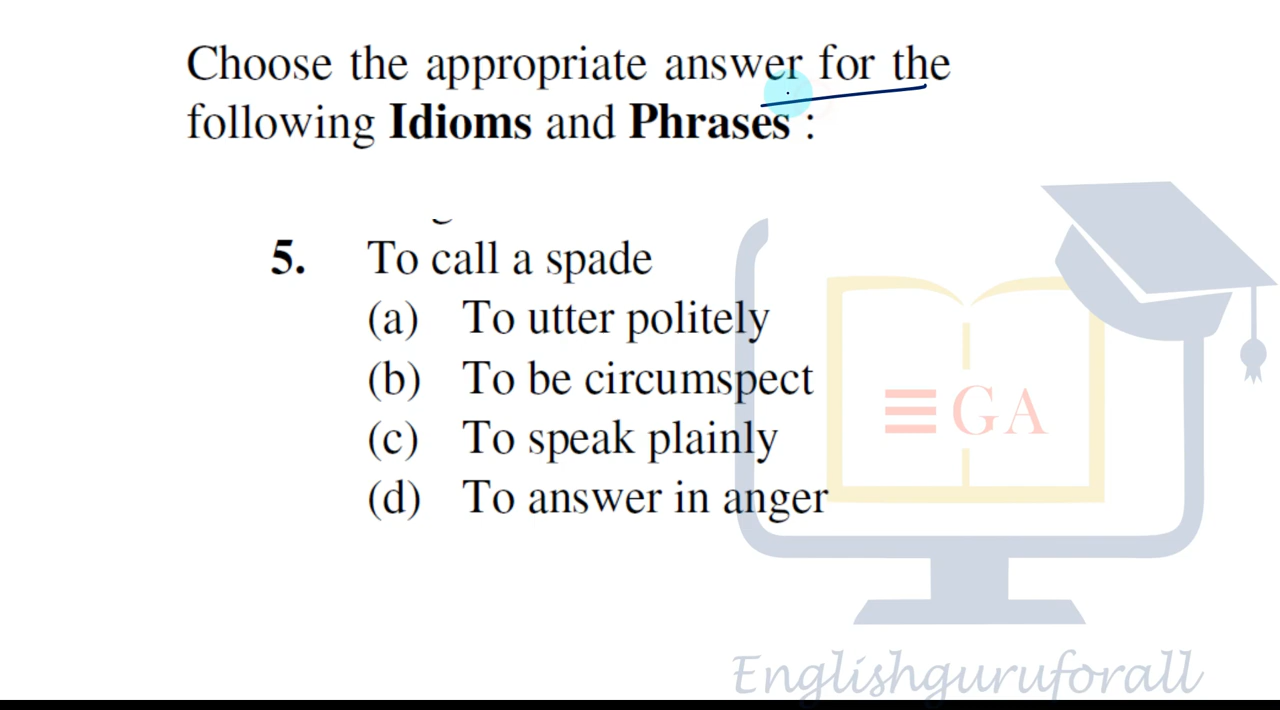 Choose the appropriate answer for the
following Idioms and Phrases :
5. To call a spade
(a) To utter politely
(b) To be circumspect
(c) To speak plainly
(d) To answer in anger
GA
Englishguruforall